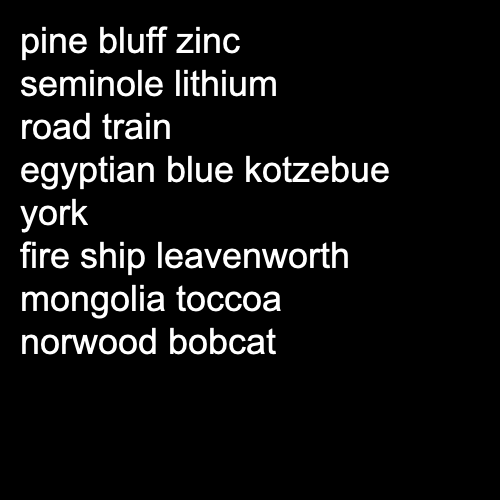 pine bluff zinc
seminole lithium
road train
egyptian blue kotzebue
york
fire ship leavenworth
mongolia toccoa
norwood bobcat